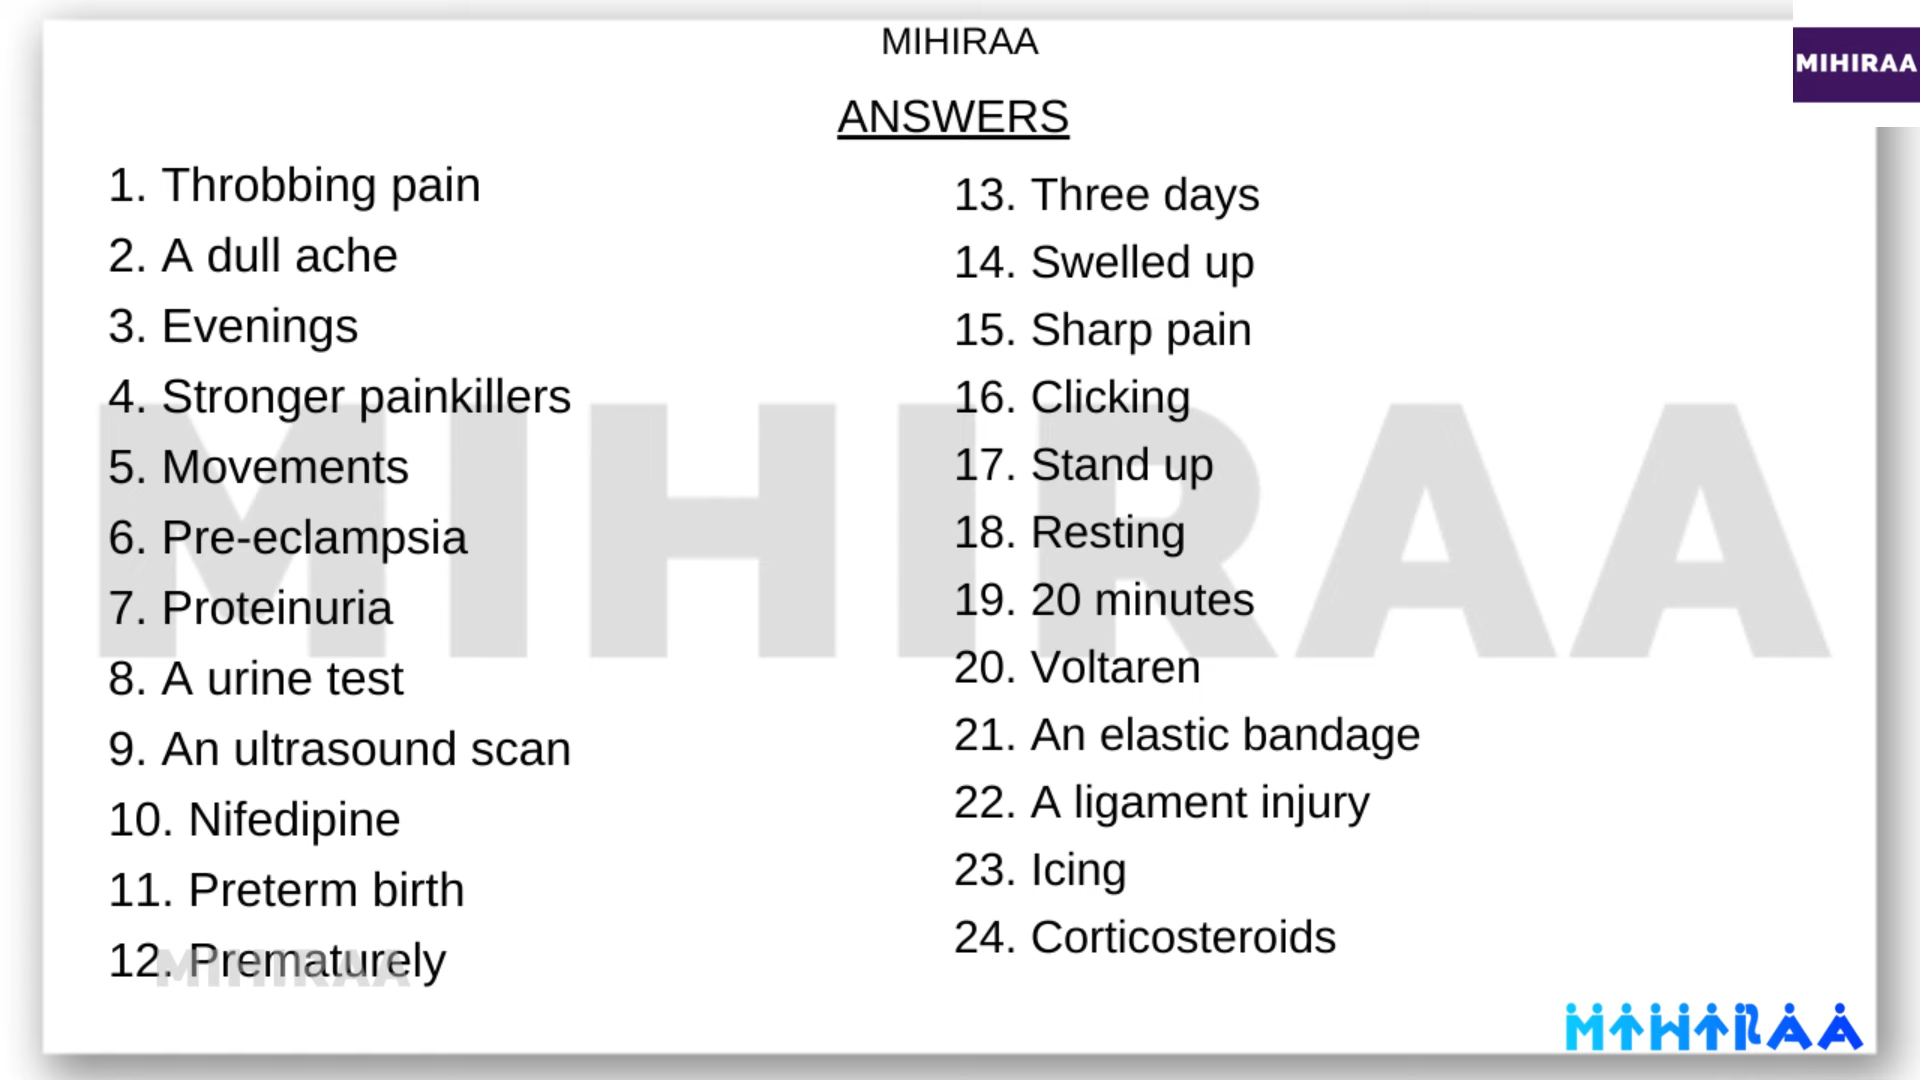 MIHIRAA
MIHIRAA
ANSWERS
1. Throbbing pain
2. A dull ache
3. Evenings
4. Stronger painkillers
5. Movements
6. Pre-eclampsia
7. Proteinuria
8. A urine test
9. An ultrasound scan
10. Nifedipine
11. Preterm birth
12. Prematurely
13. Three days
14. Swelled up
15. Sharp pain
16. Clicking
17. Stand up
18. Resting
19. 20 minutes
20. Voltaren
21. An elastic bandage
22. A ligament injury
23. Icing
24. Corticosteroids
MIHIRAA
MIHIRAA
MIHIRAA